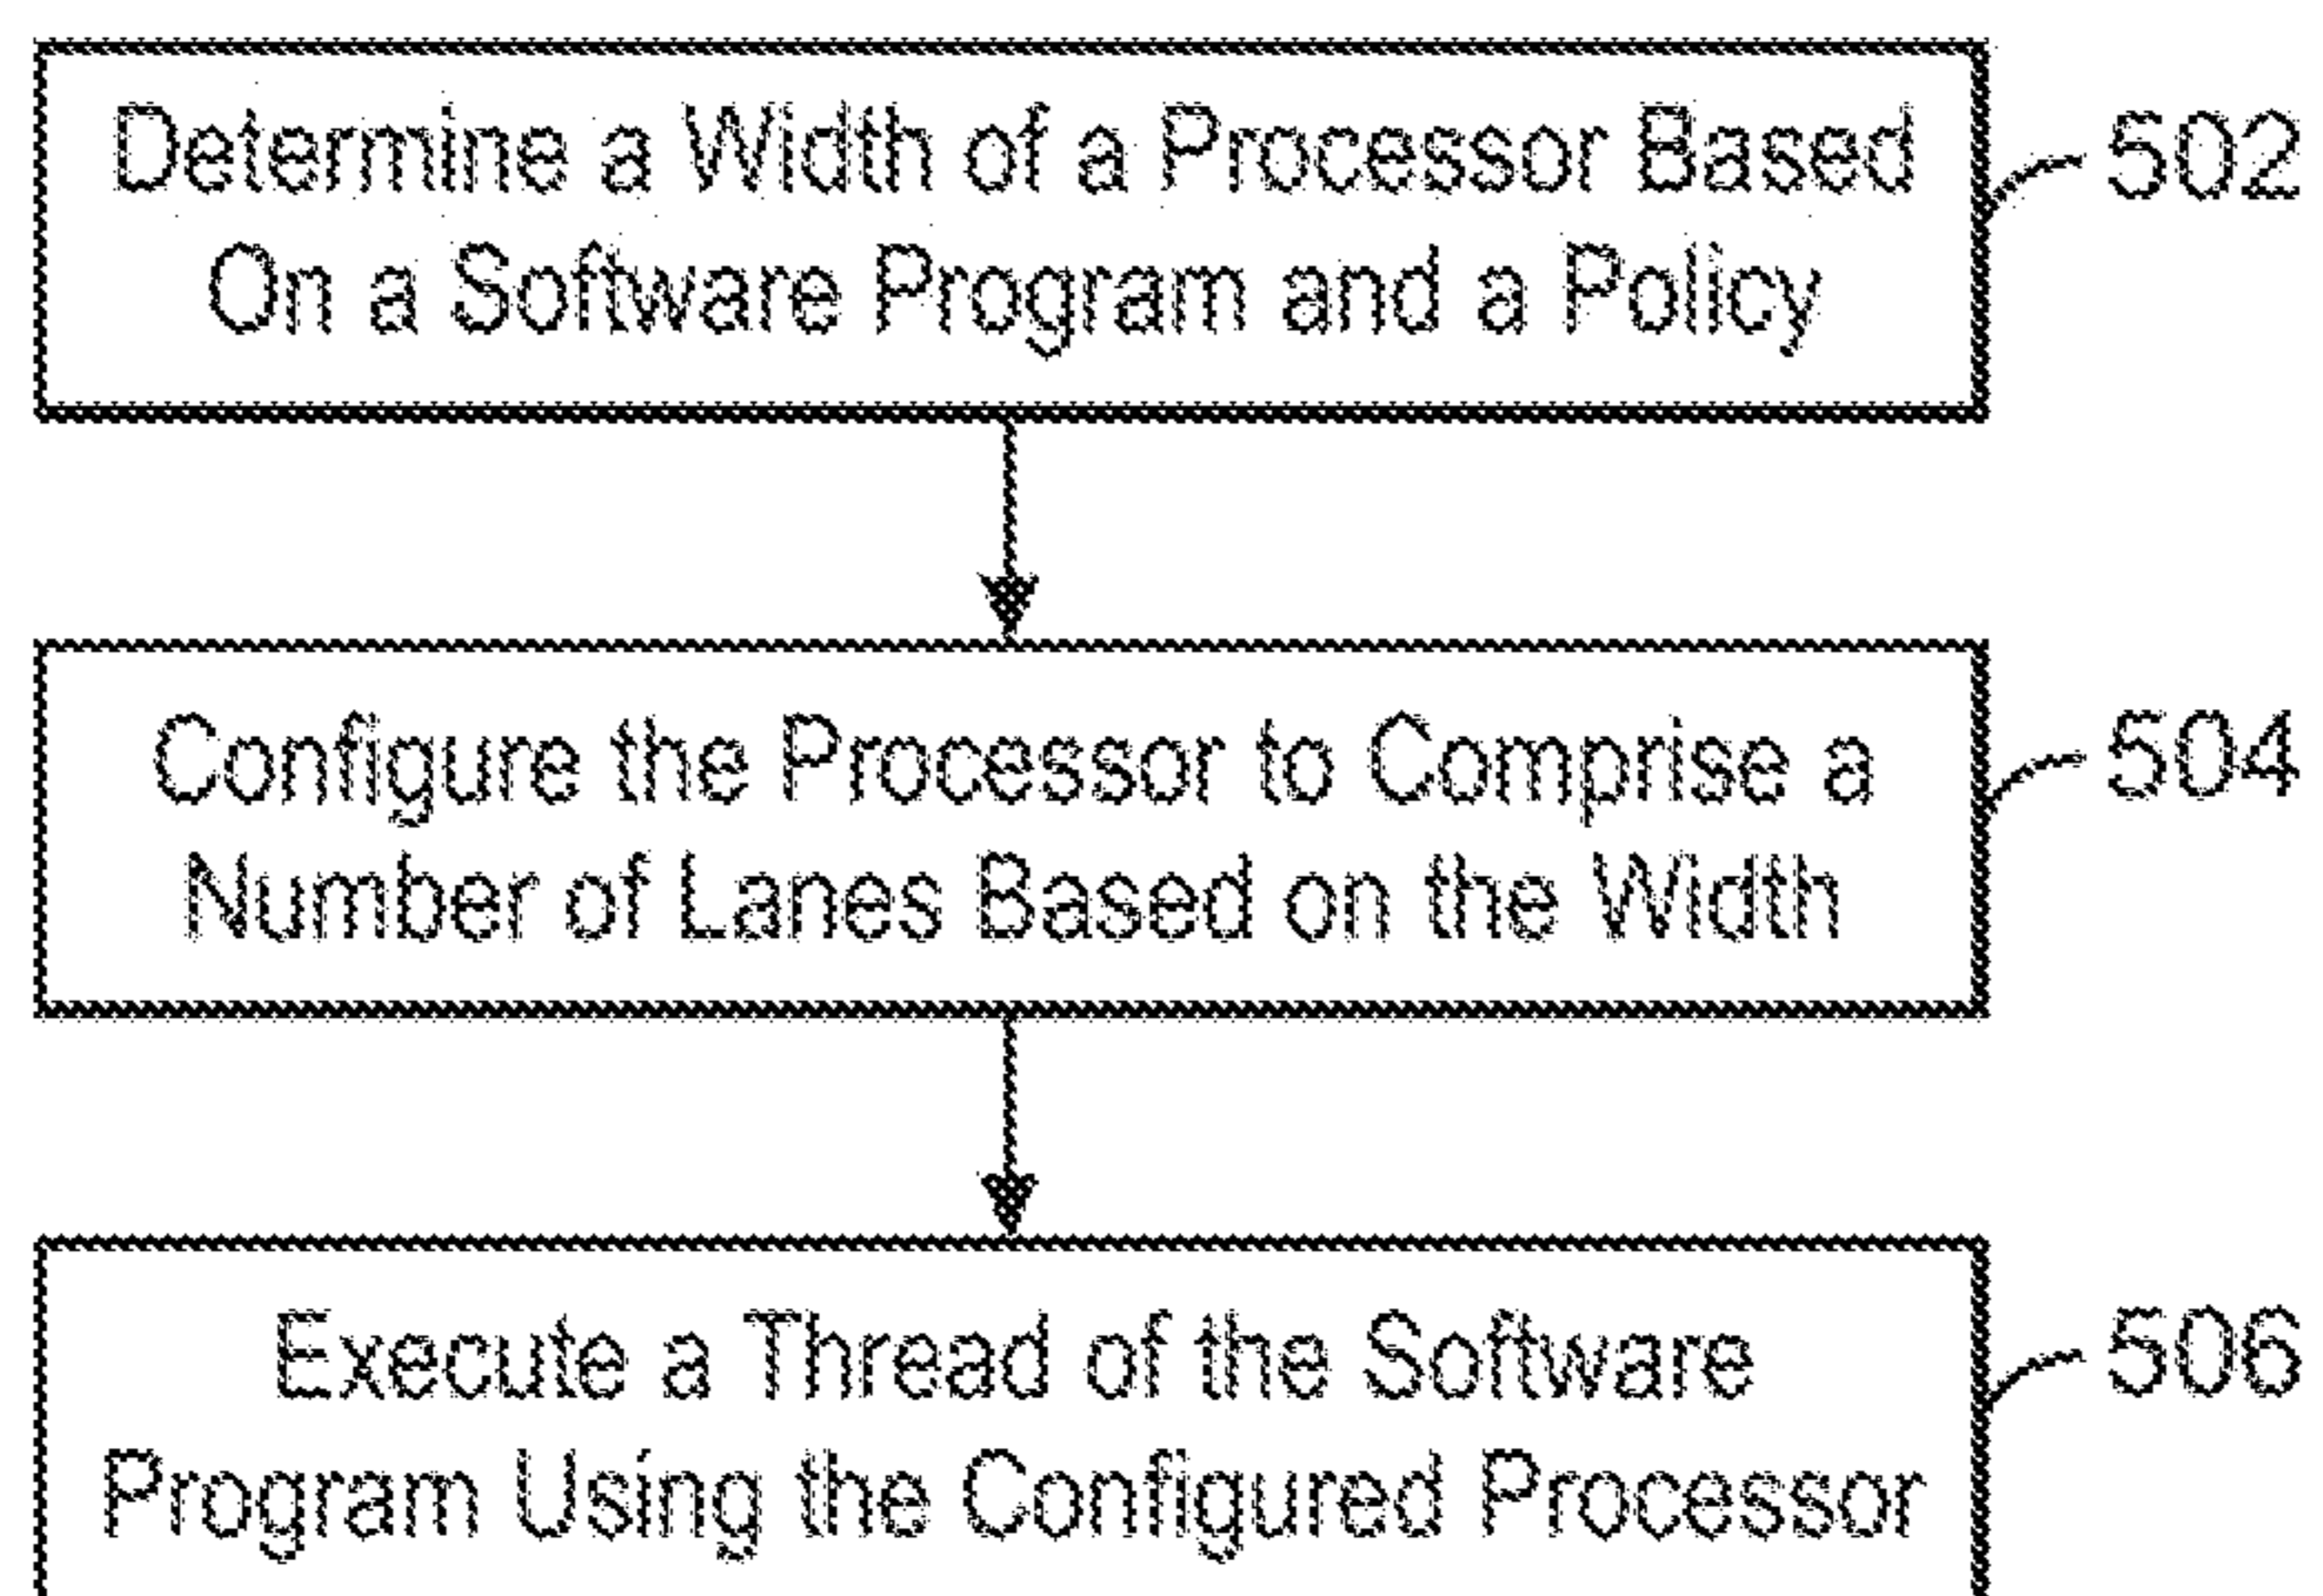 Determine a Width of a Processor Based
On a Software Program and a Policy
502
Configure the Processor to Comprise a
Number of Lanes Based on the Width
504
Execute a Thread of the Software
Program Using the Configured Processor
506